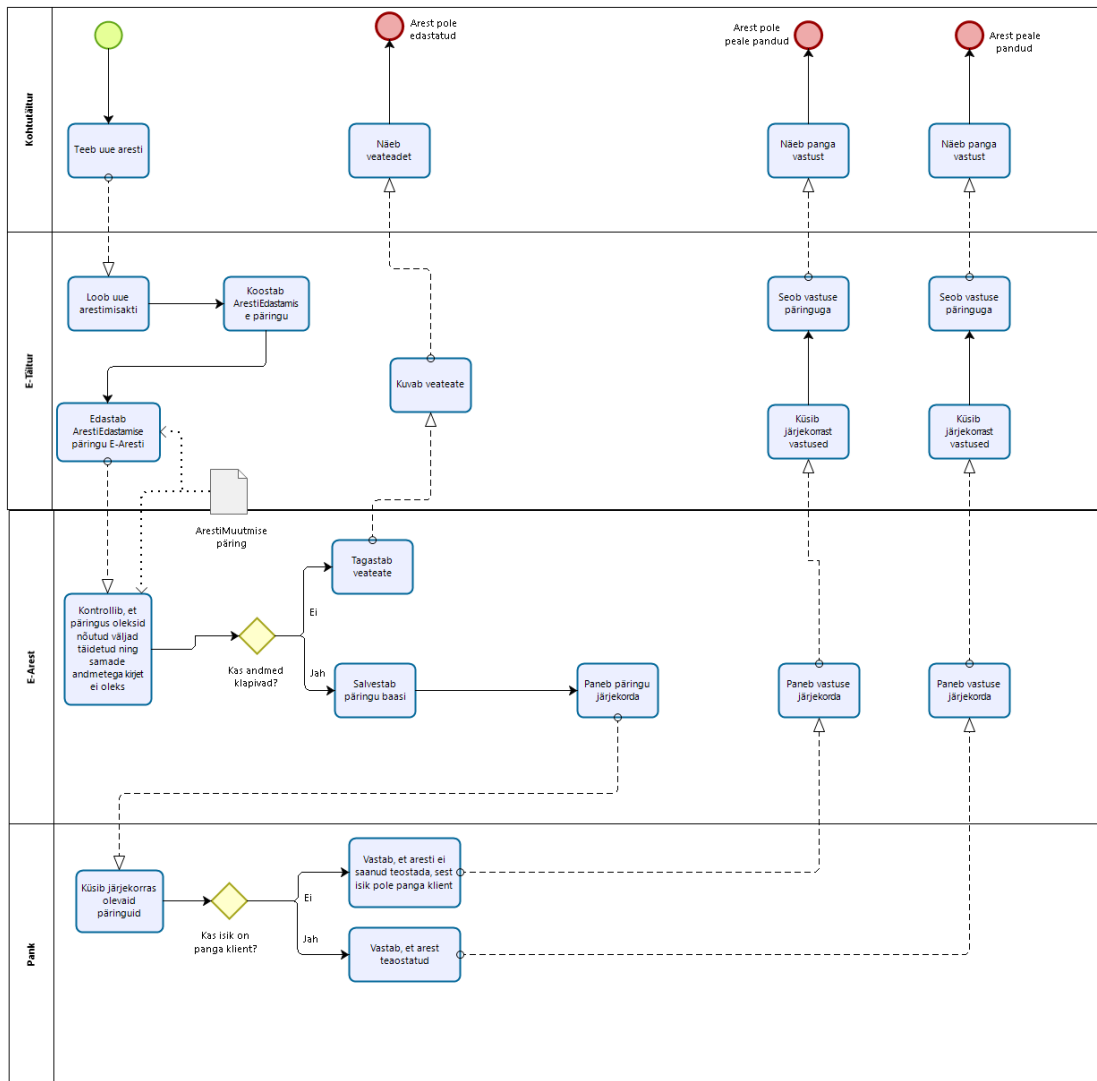 Kohtutäitur
Arest pole
edastatud
Arest pole
peale pandud
Arest peale
pandud
Teeb uue aresti
Näeb
veateadet
Näeb panga
vastust
Näeb panga
vastust
E-Täitur
Loob uue
arestimisakti
Koostab
ArestiEdastamis
e päringu
Seob vastuse
päringuga
Seob vastuse
päringuga
Kuvab veateate
Edastab
ArestiEdastamise
päringu E-Aresti
Küsib
järjekorrast
vastused
Küsib
järjekorrast
vastused
ArestiMuutmise
päring
E-Arest
Tagastab
veateate
Kontrollib, et
päringus oleksid
nõutud väljad
täidetud ning
samade
andmetega kirjet
ei oleks
Ei
Kas andmed
klapivad?
Jah
Salvestab
päringu baasi
Paneb päringu
järjekorda
Paneb vastuse
järjekorda
Paneb vastuse
järjekorda
Pank
Küsib järjekorras
olevaid
päringuid
Kas isik on
panga klient?
Ei
Vastab, et aresti ei
saanud teostada, sest
isik pole panga klient
Jah
Vastab, et arest
teaostatud